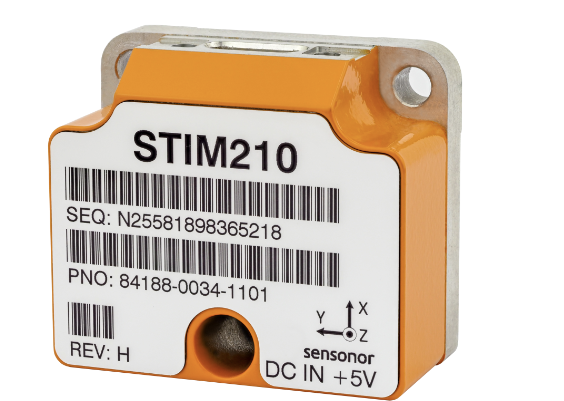 STIM210
SEQ: N25581898365218
PNO: 84188-0034-1101
X
Y
Z
REV: H
sensonor
DC IN +5V